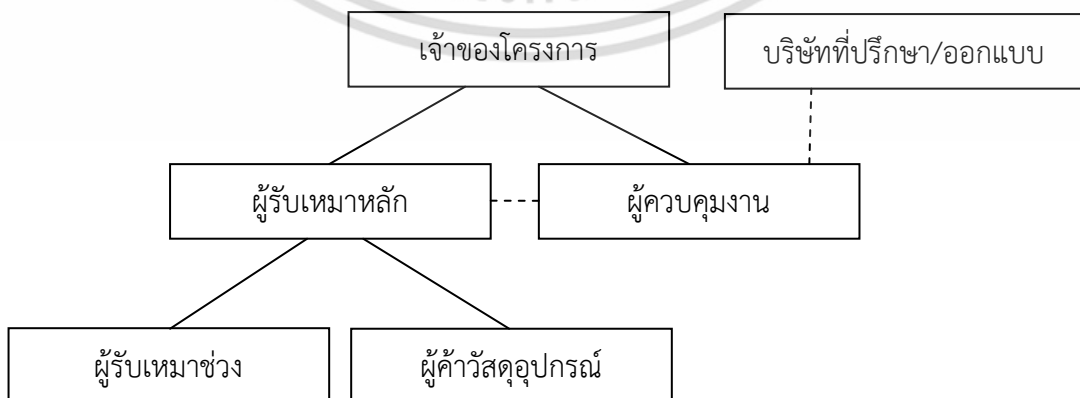 เจ้าของโครงการ
บริษัทที่ปรึกษา/ออกแบบ
ผู้รับเหมาหลัก
ผู้ควบคุมงาน
ผู้รับเหมาช่วง
ผู้ค้าวัสดุอุปกรณ์